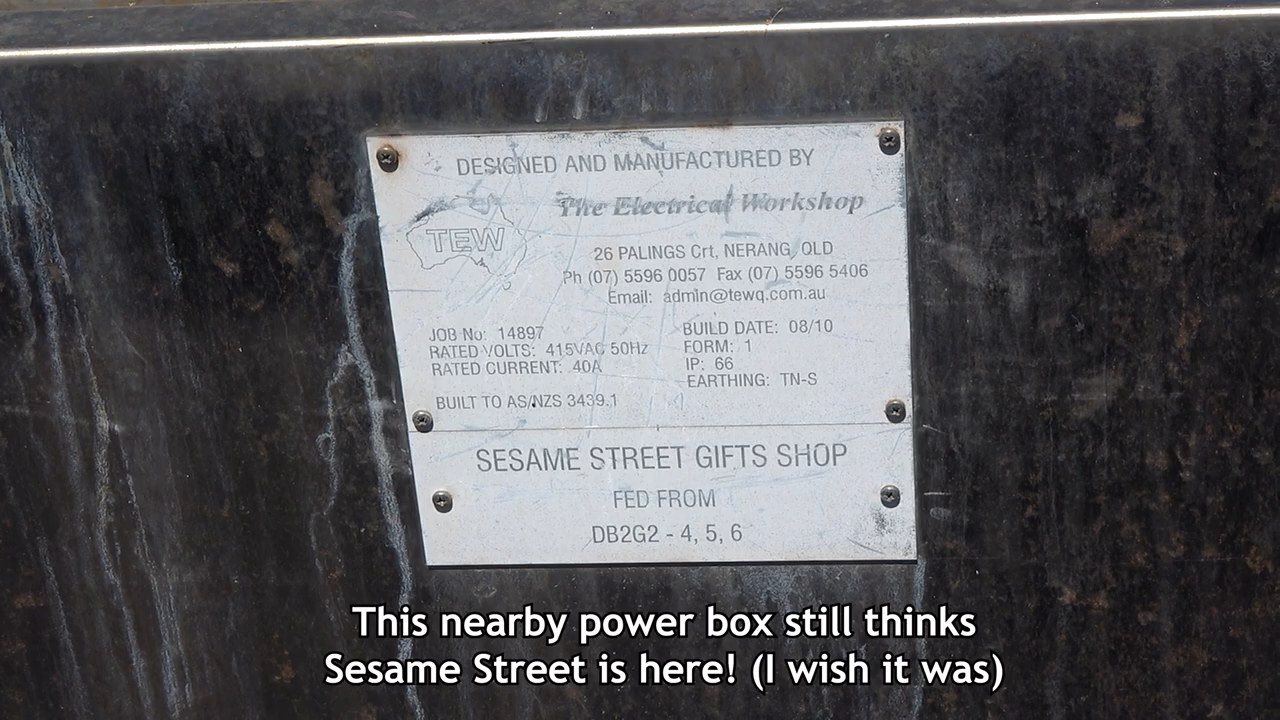 DESIGNED AND MANUFACTURED BY
The Electrical Workshop
TEW
26 PALINGS Crt, NERANG, QLD
Ph (07) 5596 0057 Fax (07) 5596 5406
Email: admin@tewq.com.au
JOB No: 14897
RATED VOLTS: 415VAC 50Hz
RATED CURRENT: 40A
BUILT TO AS/NZS 3439.1
BUILD DATE: 08/10
FORM: 1
IP: 66
EARTHING: TN-S
SESAME STREET GIFTS SHOP
FED FROM
DB2G2 - 4, 5, 6
This nearby power box still thinks
Sesame Street is here! (I wish it was)